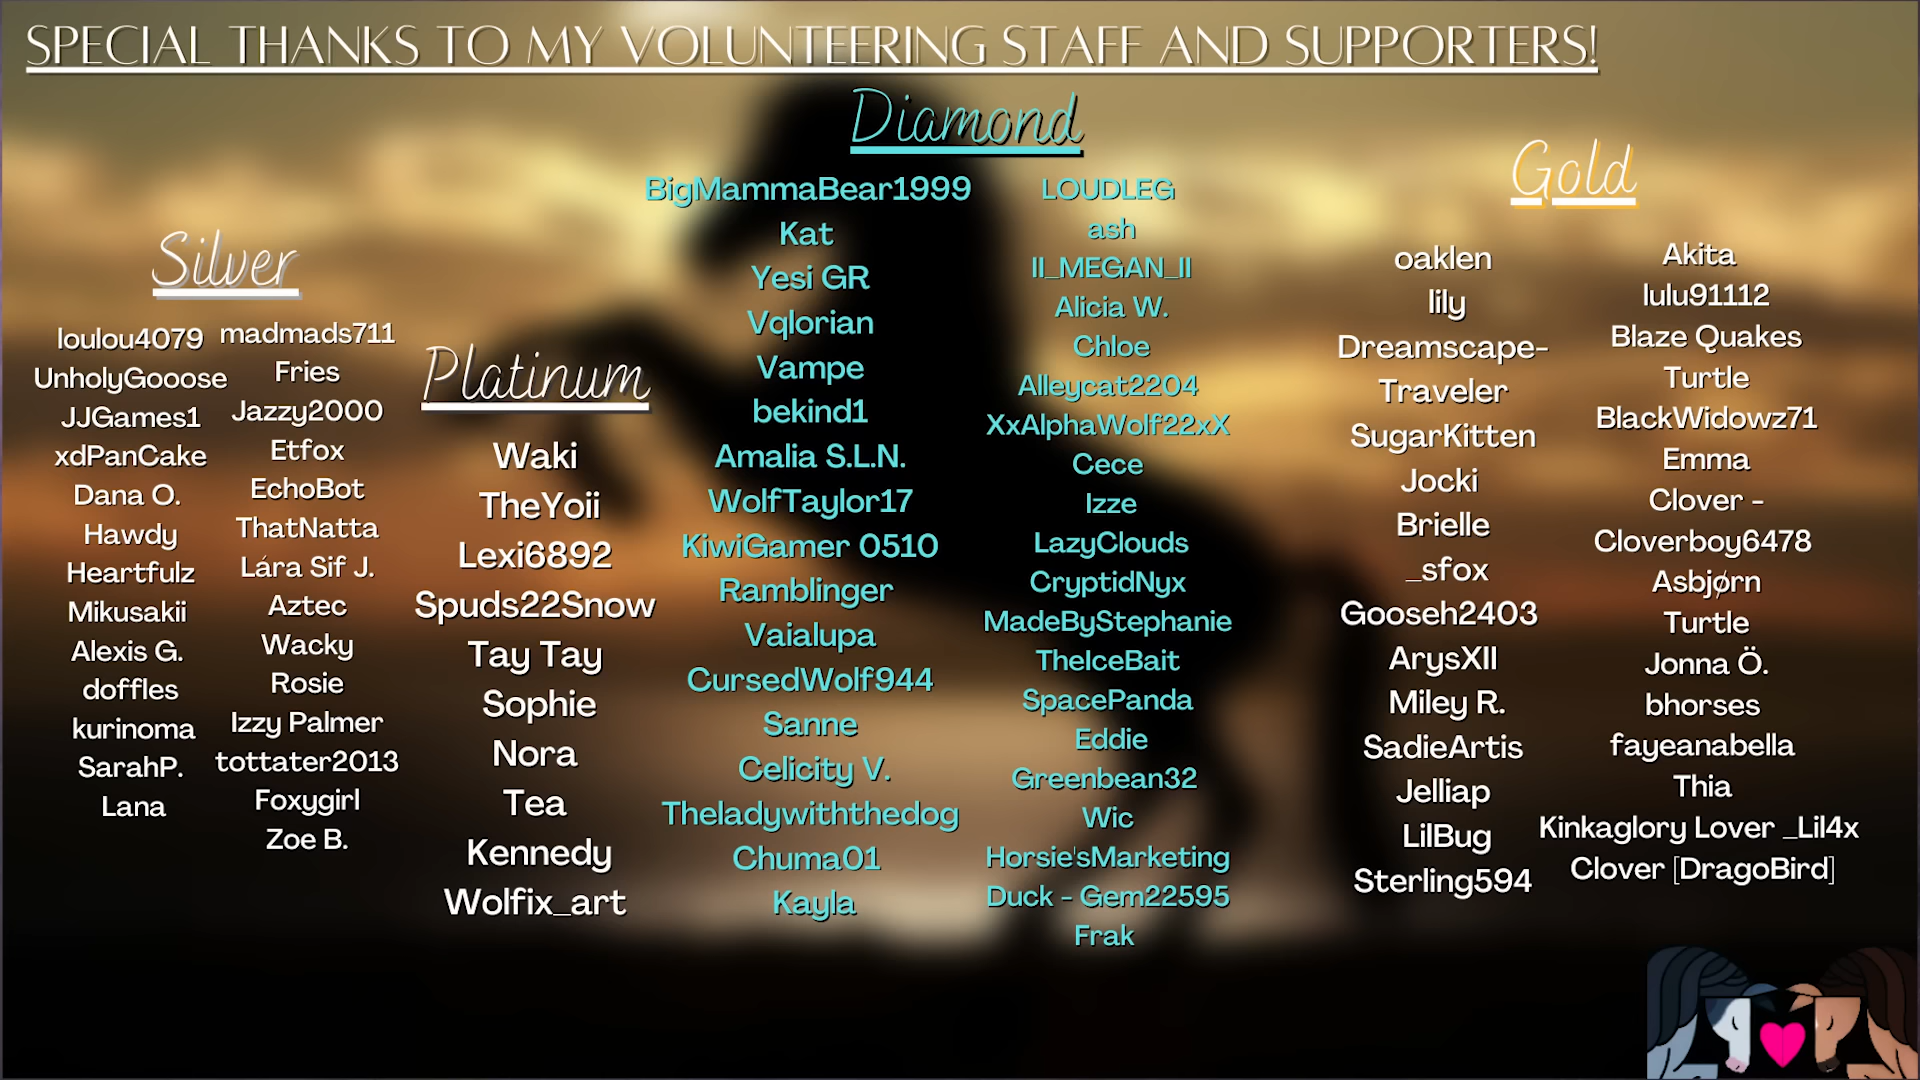 SPECIAL THANKS TO MY VOLUNTEERING STAFF AND SUPPORTERS!
Silver
loulou4079
UnholyGooose
JJGames1
xdPanCake
Dana O.
Hawdy
Heartfulz
Mikusakii
Alexis G.
doffles
kurinoma
SarahP.
Lana
madmads711
Fries
Jazzy2000
Etfox
EchoBot
ThatNatta
Lára Sif J.
Aztec
Wacky
Rosie
Izzy Palmer
tottater2013
Foxygirl
Zoe B.
Platinum
Waki
TheYoii
Lexi6892
Spuds22Snow
Tay Tay
Sophie
Nora
Tea
Kennedy
Wolfix_art
Diamond
BigMammaBear1999
Kat
Yesi GR
Vqlorian
Vampe
bekind1
Amalia S.L.N.
WolfTaylor17
KiwiGamer 0510
Ramblinger
Vaialupa
CursedWolf944
Sanne
Celicity V.
Theladywiththedog
Chuma01
Kayla
LOUDLEG
ash
II_MEGAN_II
Alicia W.
Chloe
Alleycat2204
XxAlphaWolf22xX
Cece
Izze
LazyClouds
CryptidNyx
MadeByStephanie
TheIceBait
SpacePanda
Eddie
Greenbean32
Wic
Horsie'sMarketing
Duck - Gem22595
Frak
Gold
oaklen
lily
Dreamscape-
Traveler
SugarKitten
Jocki
Brielle
_sfox
Gooseh2403
ArysXII
Miley R.
SadieArtis
Jelliap
LilBug
Sterling594
Akita
lulu91112
Blaze Quakes
Turtle
BlackWidowz71
Emma
Clover -
Cloverboy6478
Asbjørn
Turtle
Jonna Ö.
bhorses
fayeanabella
Thia
Kinkaglory Lover _Lil4x
Clover [DragoBird]